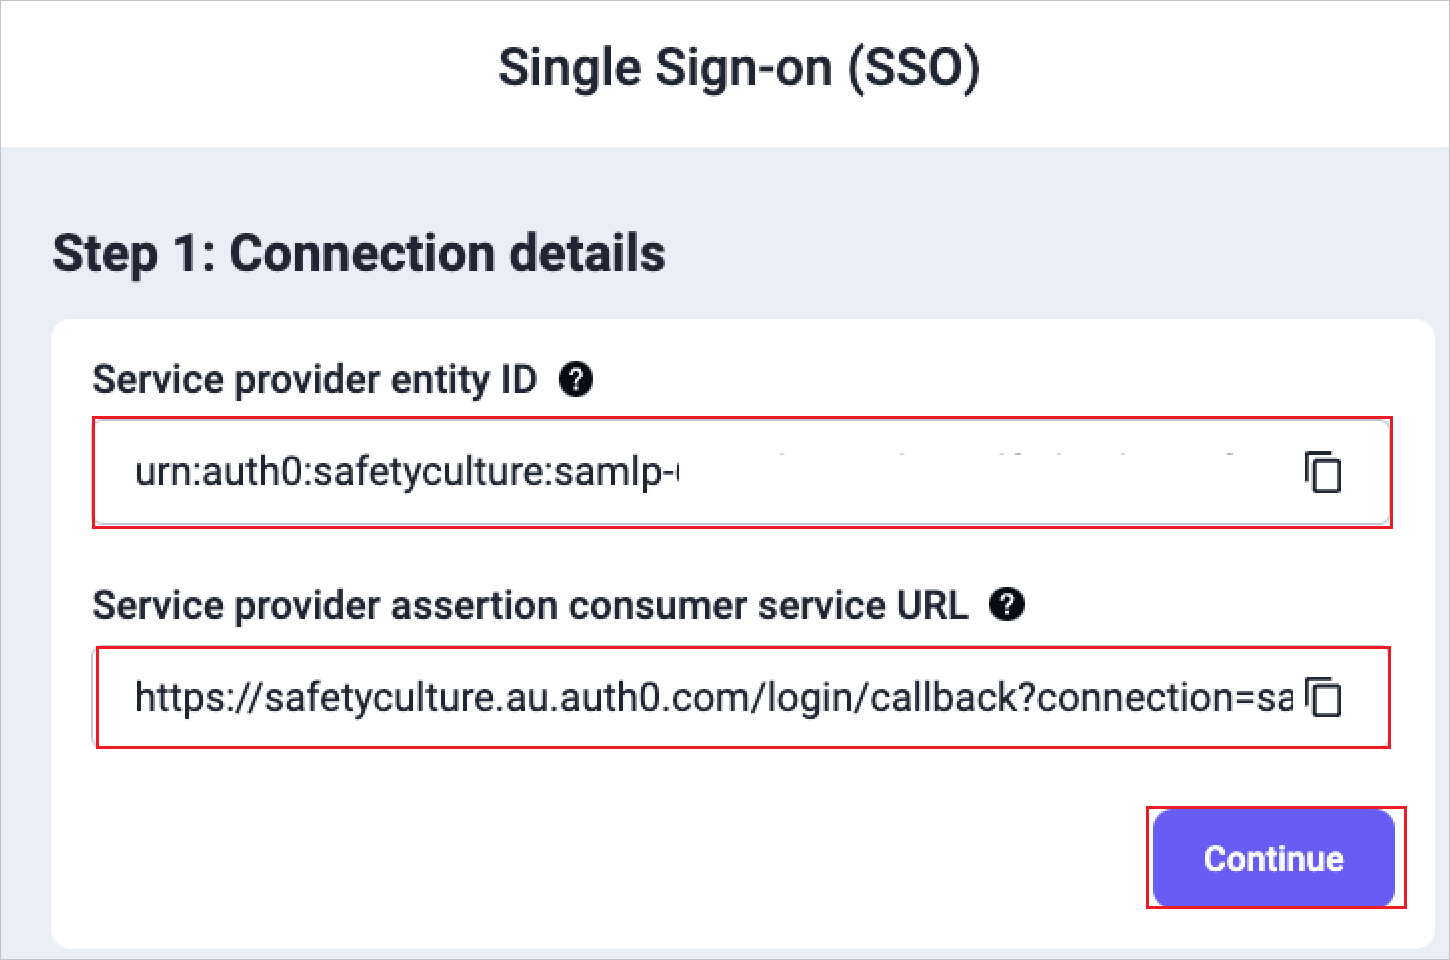 Single Sign-on (SSO)
Step 1: Connection details
Service provider entity ID ?
urn:auth0:safetyculture:samlp-
Service provider assertion consumer service URL ?
https://safetyculture.au.auth0.com/login/callback?connection=sa
Continue